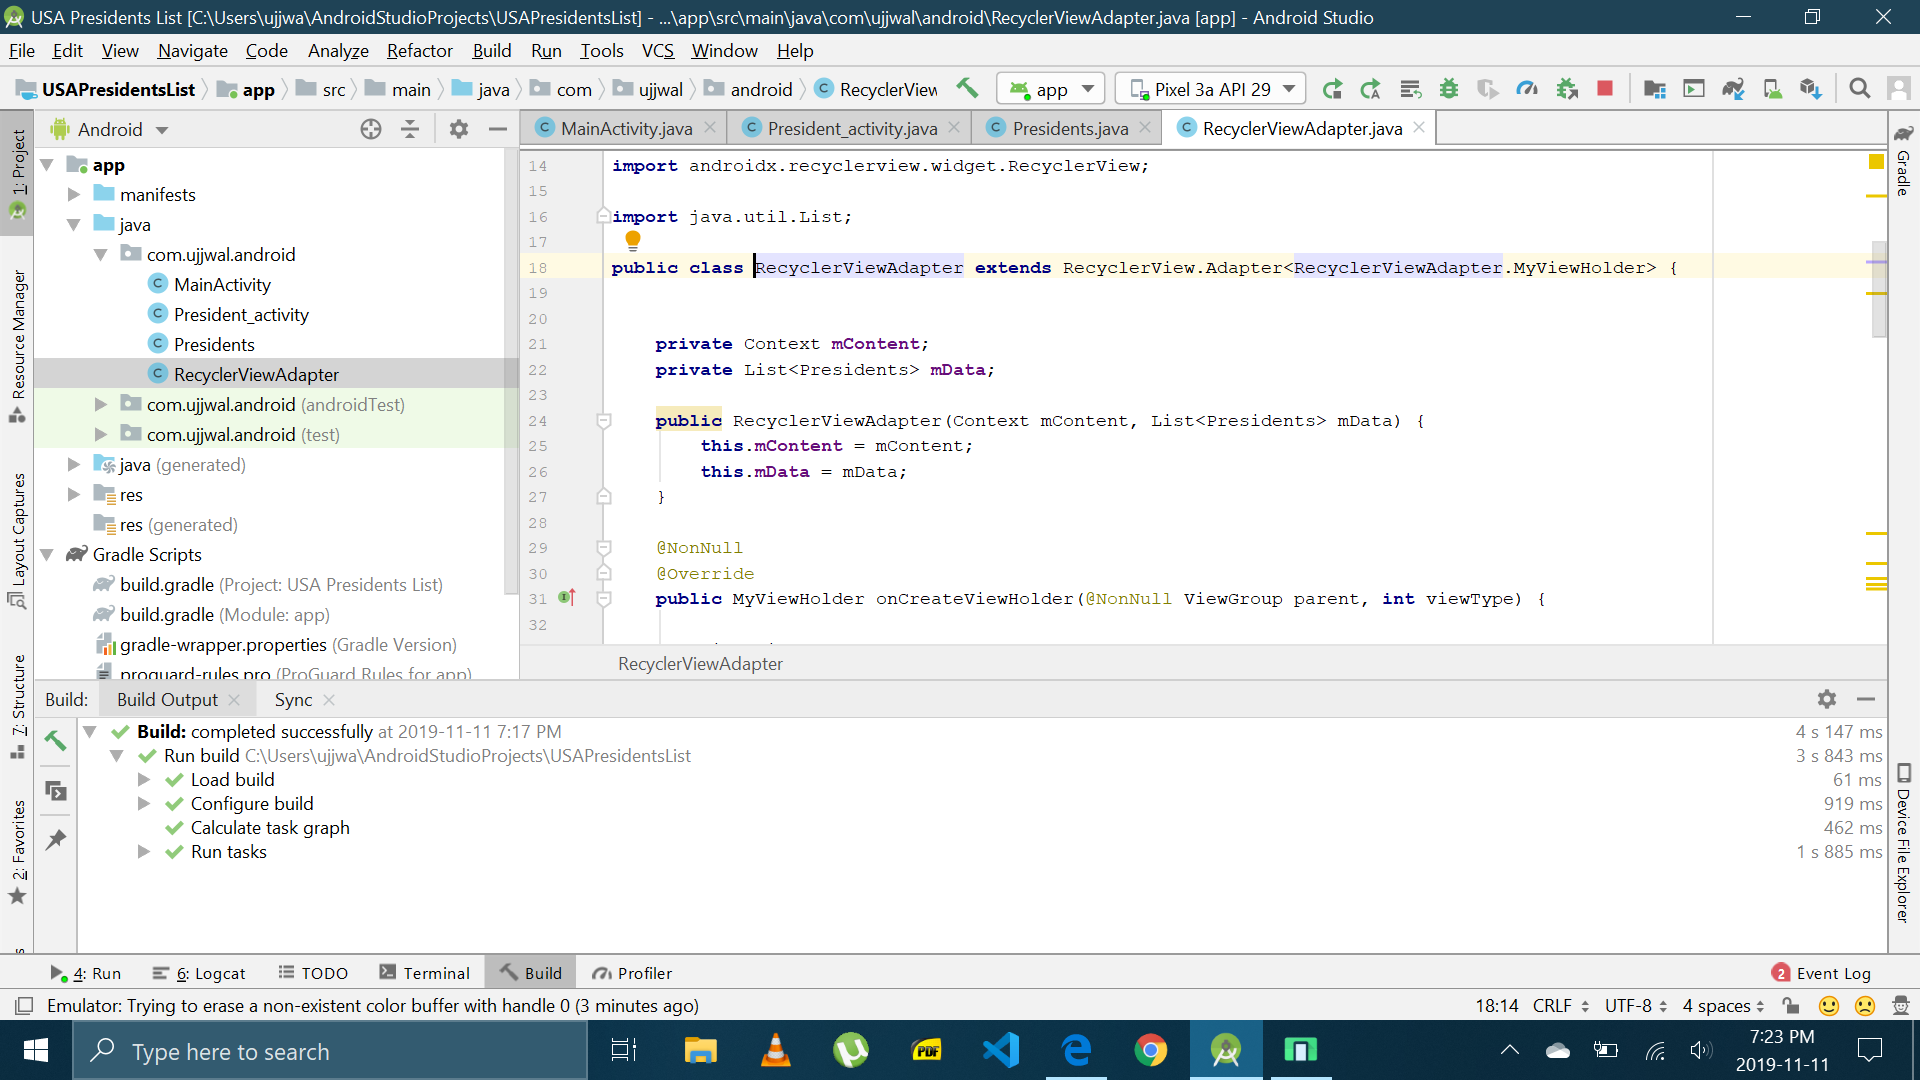 USA Presidents List [C:\Users\ujjwa\AndroidStudioProjects\USAPresidentsList] - ...\app\src\main\java\com\ujjwal\android\RecyclerViewAdapter.java [app] - Android Studio
File Edit View Navigate Code Analyze Refactor Build Run Tools VCS Window Help
USAPresidentsList app src main java com ujjwal android RecyclerView app Pixel 3a API 29
Android
MainActivity.java President_activity.java Presidents.java RecyclerViewAdapter.java
1: Project
Resource Manager
Layout Captures
7: Structure
2: Favorites
app
manifests
java
com.ujjwal.android
MainActivity
President_activity
Presidents
RecyclerViewAdapter
com.ujjwal.android (androidTest)
com.ujjwal.android (test)
java (generated)
res
res (generated)
Gradle Scripts
build.gradle (Project: USA Presidents List)
build.gradle (Module: app)
gradle-wrapper.properties (Gradle Version)
proguard-rules.pro (ProGuard Rules for app)
14 import androidx.recyclerview.widget.RecyclerView;
15
16 import java.util.List;
17
18 public class RecyclerViewAdapter extends RecyclerView.Adapter<RecyclerViewAdapter.MyViewHolder> {
19
20
21 private Context mContent;
22 private List<Presidents> mData;
23
24 public RecyclerViewAdapter(Context mContent, List<Presidents> mData) {
25 this.mContent = mContent;
26 this.mData = mData;
27 }
28
29 @NonNull
30 @Override
31 public MyViewHolder onCreateViewHolder(@NonNull ViewGroup parent, int viewType) {
32
RecyclerViewAdapter
Gradle
Device File Explorer
Build: Build Output Sync
Build: completed successfully at 2019-11-11 7:17 PM 4 s 147 ms
Run build C:\Users\ujjwa\AndroidStudioProjects\USAPresidentsList 3 s 843 ms
Load build 61 ms
Configure build 919 ms
Calculate task graph 462 ms
Run tasks 1 s 885 ms
4: Run 6: Logcat TODO Terminal Build Profiler 2 Event Log
Emulator: Trying to erase a non-existent color buffer with handle 0 (3 minutes ago) 18:14 CRLF UTF-8 4 spaces
Type here to search
PDF
7:23 PM
2019-11-11